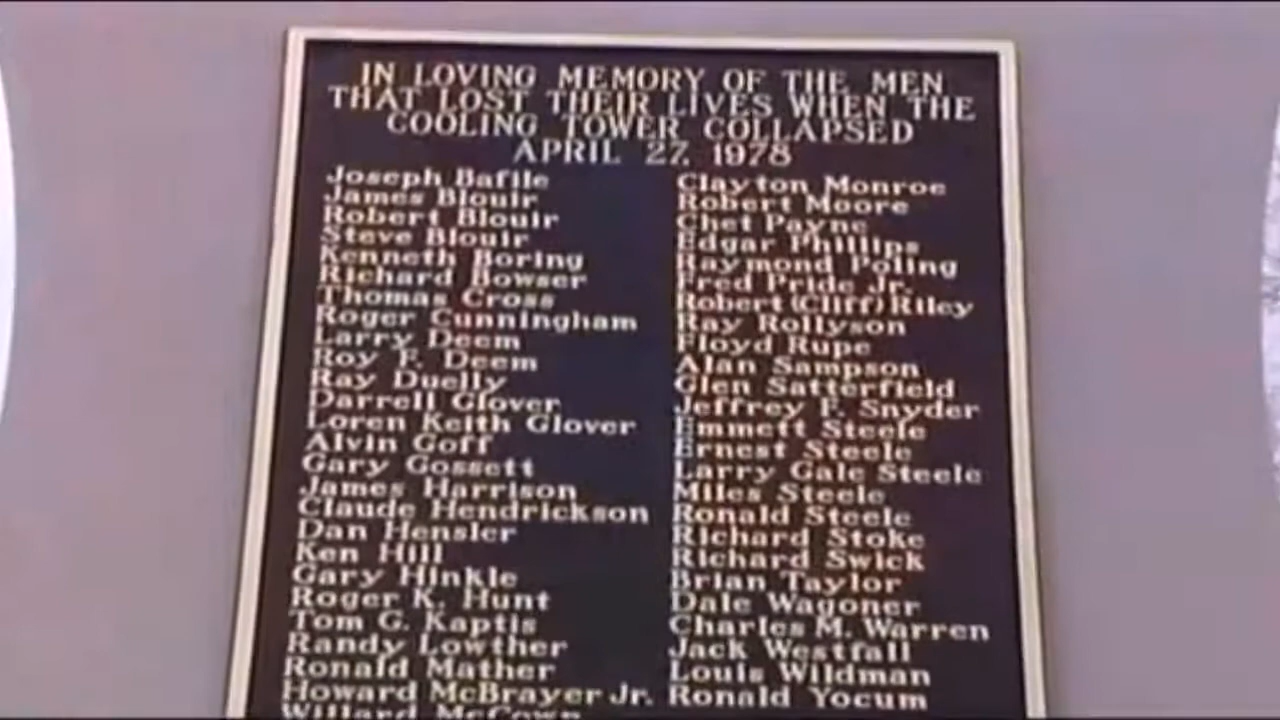 IN LOVING MEMORY OF THE MEN
THAT LOST THEIR LIVES WHEN THE
COOLING TOWER COLLAPSED
APRIL 27, 1978
Joseph Bafile
James Blouir
Robert Blouir
Steve Blouir
Kenneth Boring
Richard Bowser
Thomas Cross
Roger Cunningham
Larry Deem
Roy F. Deem
Ray Duelly
Darrell Glover
Loren Keith Glover
Alvin Goff
Gary Gossett
James Harrison
Claude Hendrickson
Dan Hensler
Ken Hill
Gary Hinkle
Roger K. Hunt
Tom G. Kaptis
Randy Lowther
Ronald Mather
Howard McBrayer Jr.
Willard McCown
Clayton Monroe
Robert Moore
Chet Payne
Edgar Phillips
Raymond Poling
Fred Pride Jr.
Robert (Cliff) Riley
Ray Rollyson
Floyd Rupe
Alan Sampson
Glen Satterfield
Jeffrey F. Snyder
Emmett Steele
Ernest Steele
Larry Gale Steele
Miles Steele
Ronald Steele
Richard Stoke
Richard Swick
Brian Taylor
Dale Wagoner
Charles M. Warren
Jack Westfall
Louis Wildman
Ronald Yocum